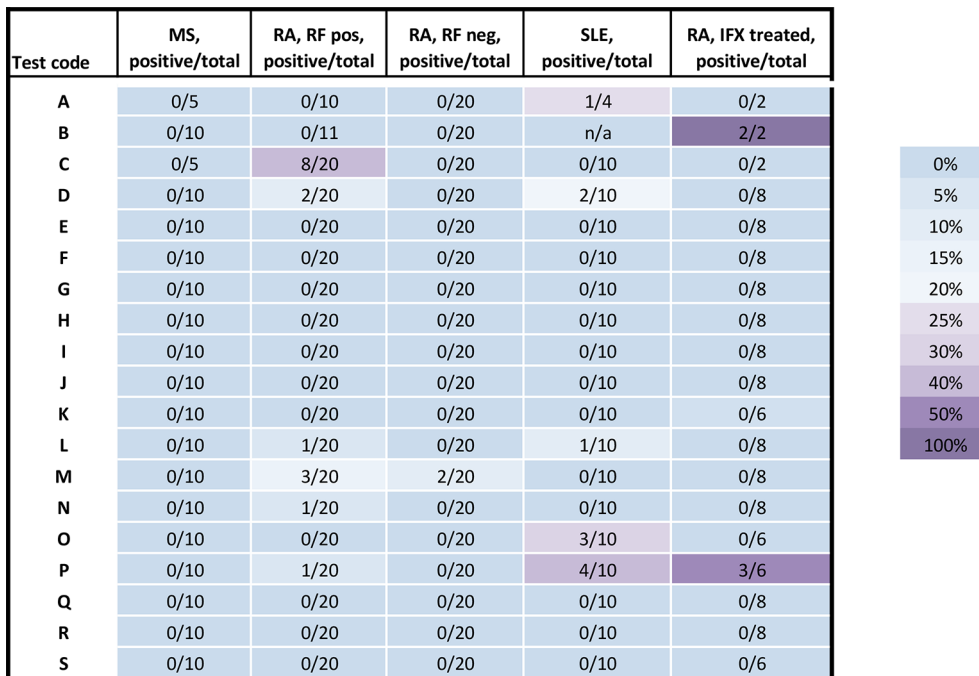 Test code MS, positive/total RA, RF pos, positive/total RA, RF neg, positive/total SLE, positive/total RA, IFX treated, positive/total
A 0/5 0/10 0/20 1/4 0/2
B 0/10 0/11 0/20 n/a 2/2
C 0/5 8/20 0/20 0/10 0/2 0%
D 0/10 2/20 0/20 2/10 0/8 5%
E 0/10 0/20 0/20 0/10 0/8 10%
F 0/10 0/20 0/20 0/10 0/8 15%
G 0/10 0/20 0/20 0/10 0/8 20%
H 0/10 0/20 0/20 0/10 0/8 25%
I 0/10 0/20 0/20 0/10 0/8 30%
J 0/10 0/20 0/20 0/10 0/8 40%
K 0/10 0/20 0/20 0/10 0/6 50%
L 0/10 1/20 0/20 1/10 0/8 100%
M 0/10 3/20 2/20 0/10 0/8
N 0/10 1/20 0/20 0/10 0/8
O 0/10 0/20 0/20 3/10 0/6
P 0/10 1/20 0/20 4/10 3/6
Q 0/10 0/20 0/20 0/10 0/8
R 0/10 0/20 0/20 0/10 0/8
S 0/10 0/20 0/20 0/10 0/6